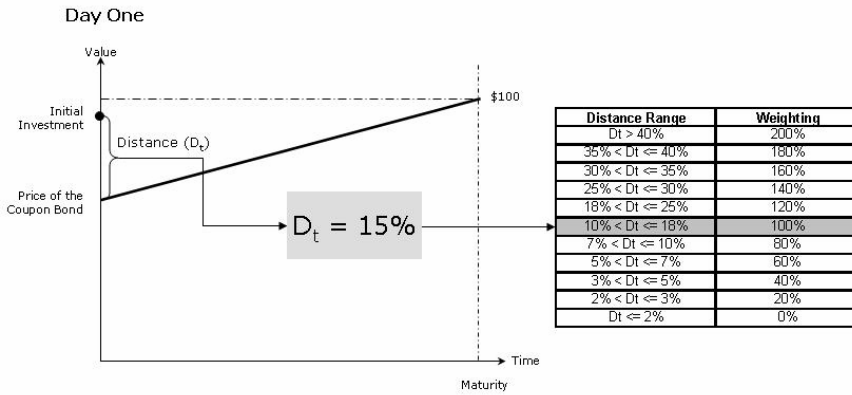 Day One
Value
$100
Initial
Investment
Distance (Dt)
Price of the
Coupon Bond
Dt = 15%
Time
Maturity
Distance Range Weighting
Dt > 40% 200%
35% < Dt <= 40% 180%
30% < Dt <= 35% 160%
25% < Dt <= 30% 140%
18% < Dt <= 25% 120%
10% < Dt <= 18% 100%
7% < Dt <= 10% 80%
5% < Dt <= 7% 60%
3% < Dt <= 5% 40%
2% < Dt <= 3% 20%
Dt <= 2% 0%